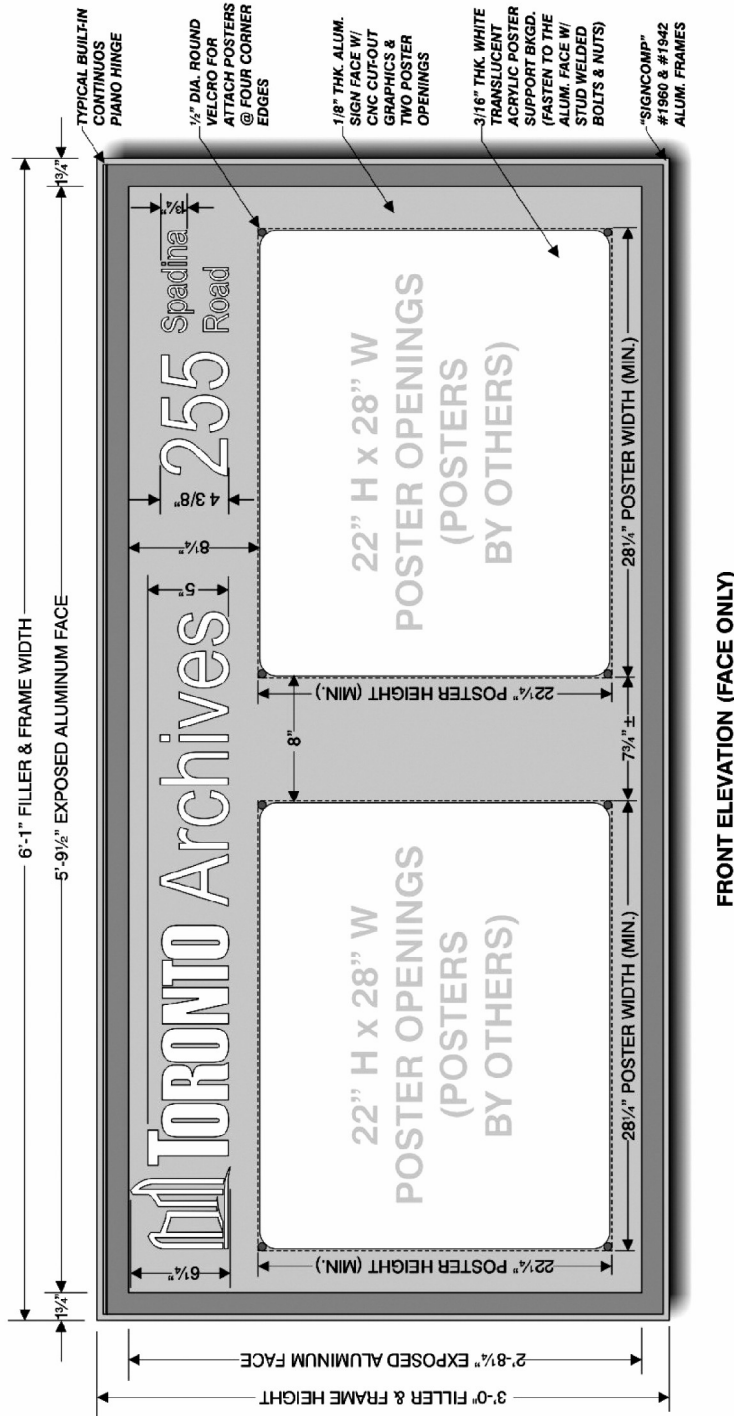 6'-1" FILLER & FRAME WIDTH
5'-9½" EXPOSED ALUMINUM FACE
1¾"
1¾"
3'-0" FILLER & FRAME HEIGHT
2'-8¼" EXPOSED ALUMINUM FACE
6¼"
TORONTO Archives
5"
8¼"
4 3/8"
255
Spadina
Road
1¾"
22¼" POSTER HEIGHT (MIN.)
22" H x 28" W
POSTER OPENINGS
(POSTERS
BY OTHERS)
28¼" POSTER WIDTH (MIN.)
8"
7¾" ±
22¼" POSTER HEIGHT (MIN.)
22" H x 28" W
POSTER OPENINGS
(POSTERS
BY OTHERS)
28¼" POSTER WIDTH (MIN.)
TYPICAL BUILT-IN
CONTINUOS
PIANO HINGE
½" DIA. ROUND
VELCRO FOR
ATTACH POSTERS
@ FOUR CORNER
EDGES
1/8" THK. ALUM.
SIGN FACE W/
CNC CUT-OUT
GRAPHICS &
TWO POSTER
OPENINGS
3/16" THK. WHITE
TRANSLUCENT
ACRYLIC POSTER
SUPPORT BKGD.
(FASTEN TO THE
ALUM. FACE W/
STUD WELDED
BOLTS & NUTS)
"SIGNCOMP"
#1960 & #1942
ALUM. FRAMES
FRONT ELEVATION (FACE ONLY)